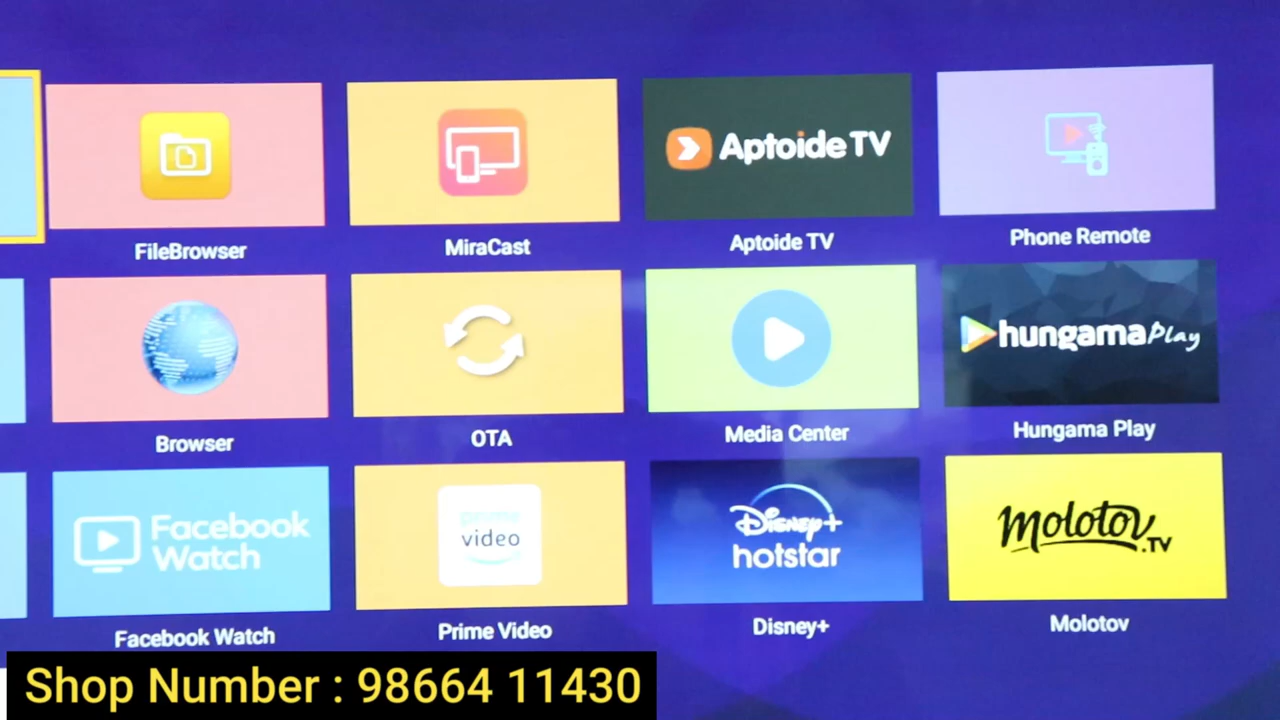 Aptoide TV
FileBrowser
MiraCast
Aptoide TV
Phone Remote
hungama Play
Browser
OTA
Media Center
Hungama Play
Facebook
Watch
video
Disney+
hotstar
molotov.TV
Facebook Watch
Prime Video
Disney+
Molotov
Shop Number : 98664 11430